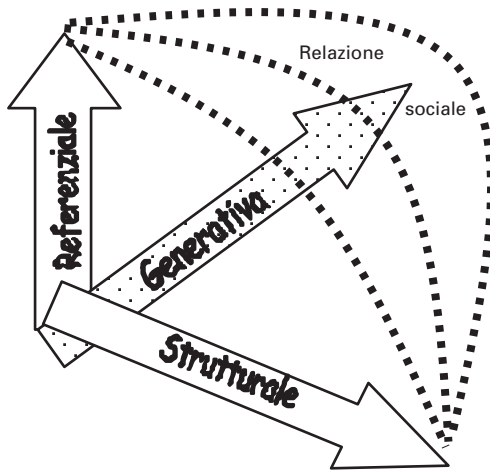 Relazione
sociale
Referenziale
Generativa
Strutturale